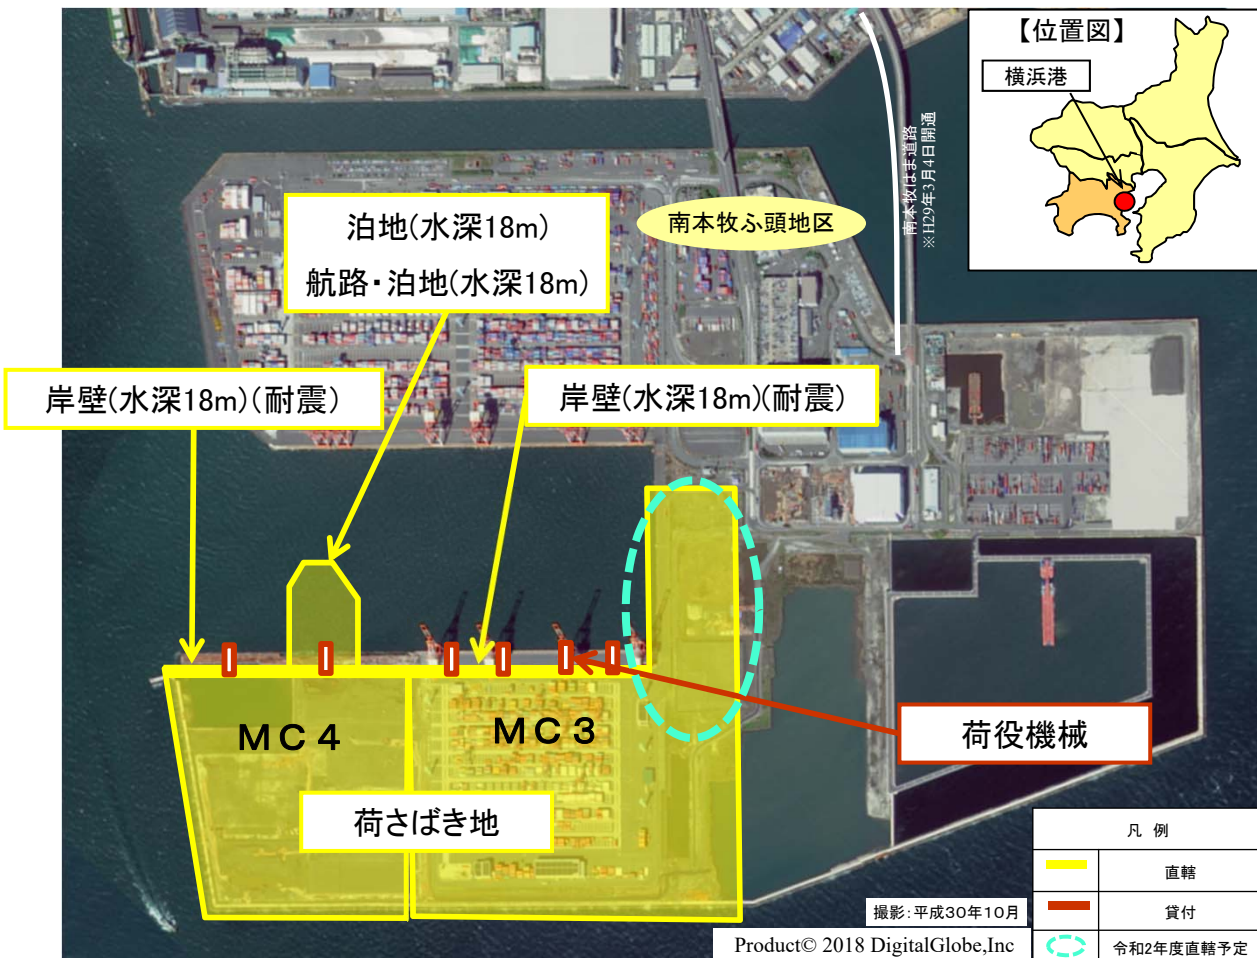 【位置図】
横浜港
南本牧はま道路
※H29年3月4日開通
南本牧ふ頭地区
泊地(水深18m)
航路・泊地(水深18m)
岸壁(水深18m)(耐震)
岸壁(水深18m)(耐震)
MC4
MC3
荷役機械
荷さばき地
凡 例
直轄
貸付
令和2年度直轄予定
撮影:平成30年10月
Product© 2018 DigitalGlobe,Inc